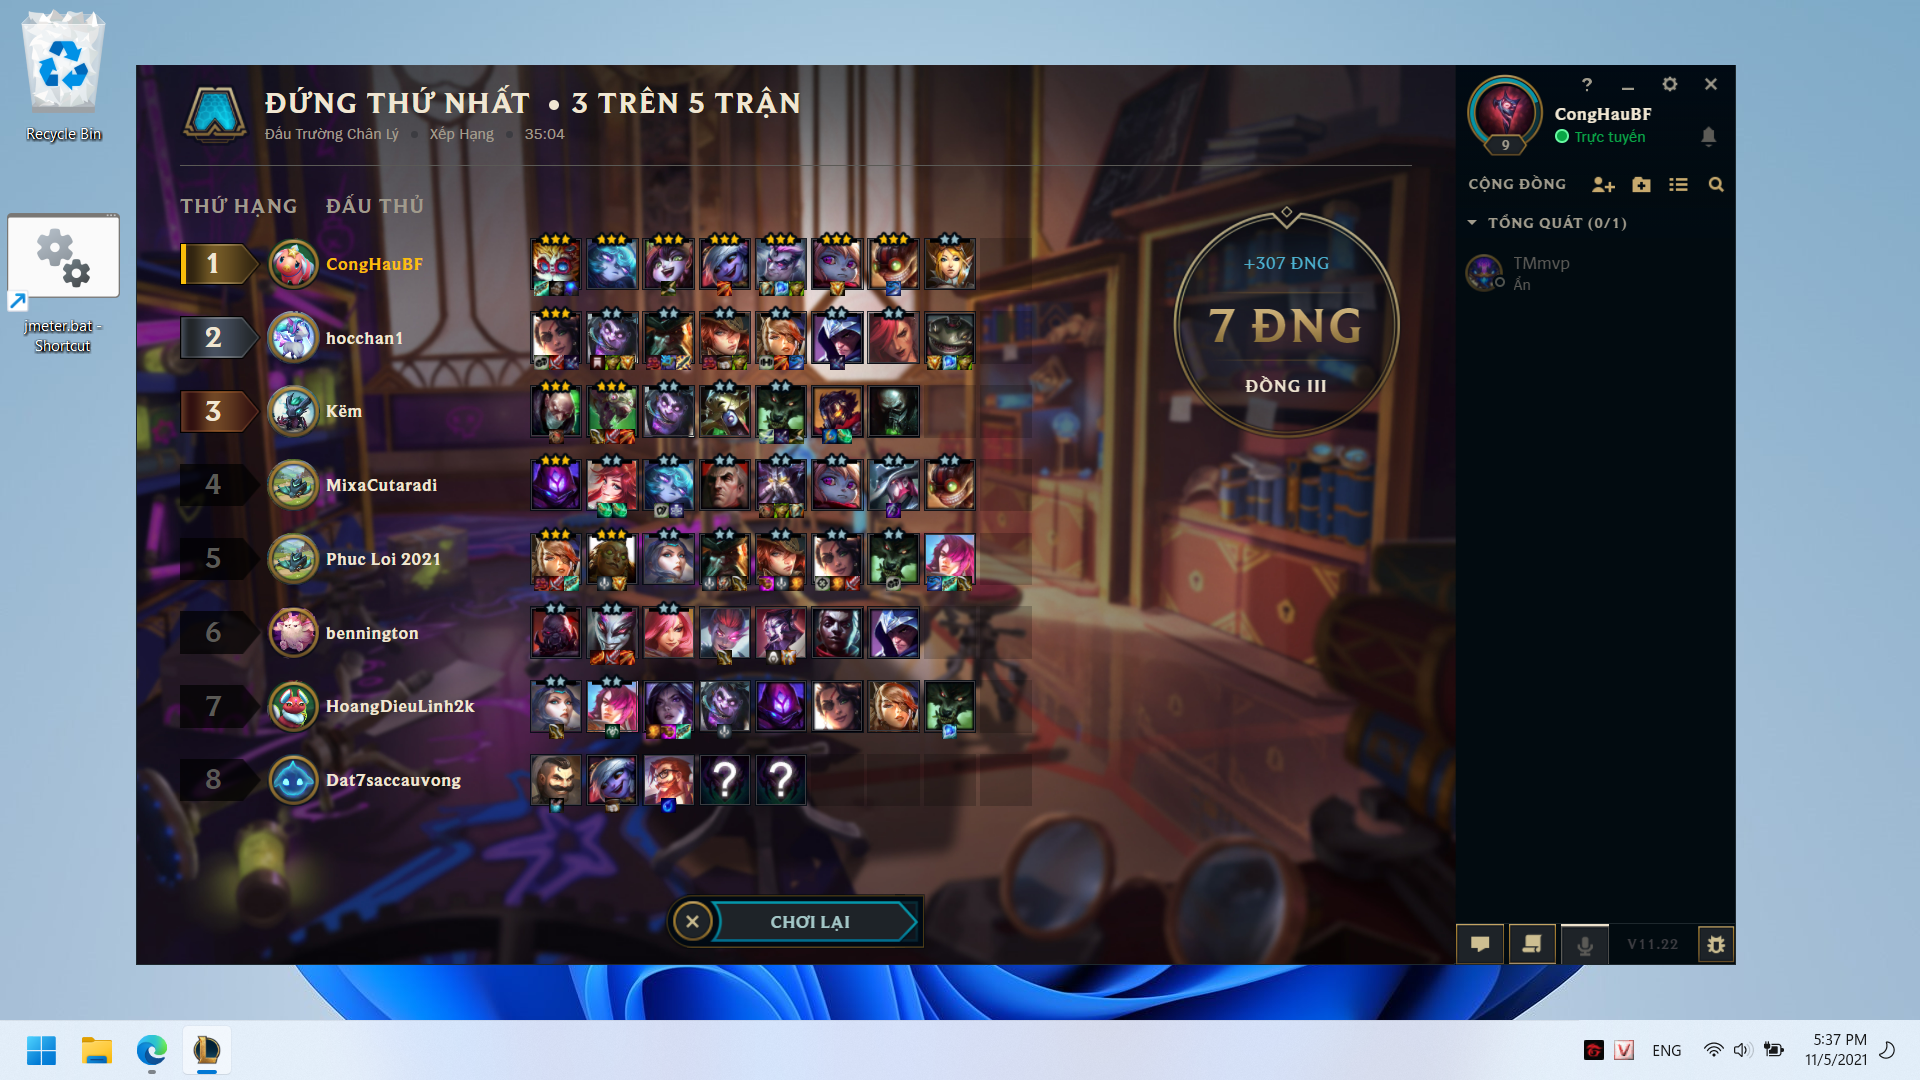 Recycle Bin
jmeter.bat -
Shortcut
ĐỨNG THỨ NHẤT • 3 TRÊN 5 TRẬN
Đấu Trường Chân Lý • Xếp Hạng • 35:04
THỨ HẠNG ĐẤU THỦ
1 CongHauBF
2 hocchan1
3 Këm
4 MixaCutaradi
5 Phuc Loi 2021
6 bennington
7 HoangDieuLinh2k
8 Dat7saccauvong
? ?
+307 ĐNG
7 ĐNG
ĐỒNG III
CHƠI LẠI
?
CongHauBF
Trực tuyến
9
CỘNG ĐỒNG
TỔNG QUÁT (0/1)
TMmvp
Ẩn
V11.22
V
ENG
5:37 PM
11/5/2021